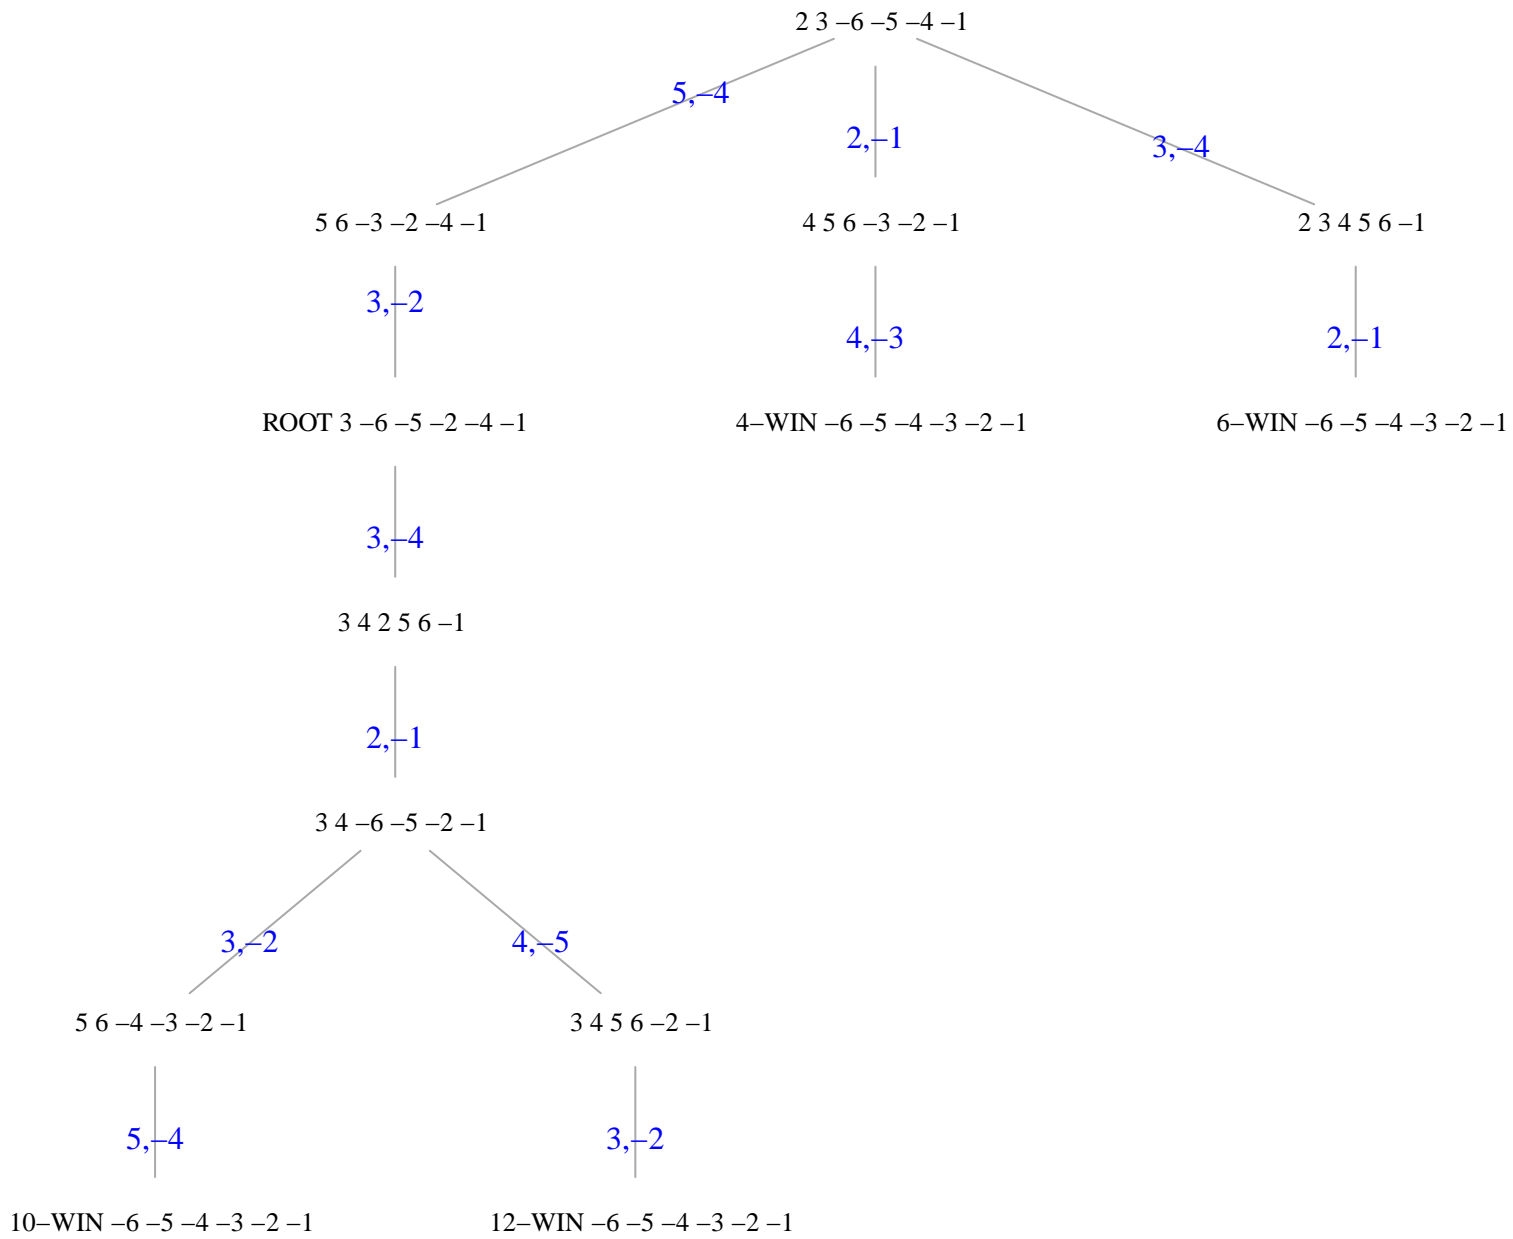 2 3 –6 –5 –4 –1
5,–4
2,–1
3,–4
5 6 –3 –2 –4 –1
4 5 6 –3 –2 –1
2 3 4 5 6 –1
3,–2
4,–3
2,–1
ROOT 3 –6 –5 –2 –4 –1
4–WIN –6 –5 –4 –3 –2 –1
6–WIN –6 –5 –4 –3 –2 –1
3,–4
3 4 2 5 6 –1
2,–1
3 4 –6 –5 –2 –1
3,–2
4,–5
5 6 –4 –3 –2 –1
3 4 5 6 –2 –1
5,–4
3,–2
10–WIN –6 –5 –4 –3 –2 –1
12–WIN –6 –5 –4 –3 –2 –1